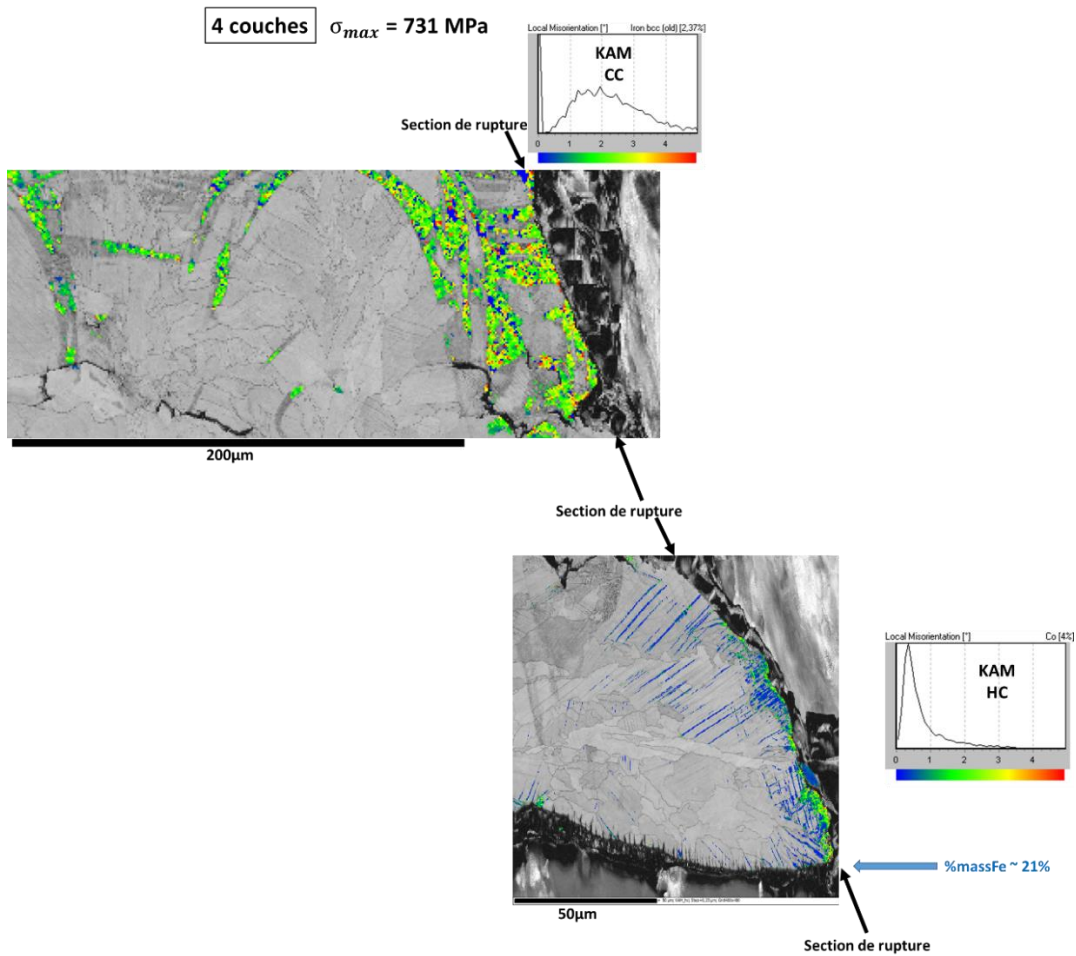 4 couches σmax = 731 MPa
Local Misorientation [°] Iron bcc (old) [2,37%]
KAM
CC
0 1 2 3 4
Section de rupture
200µm
Section de rupture
Local Misorientation [°] Co [4%]
KAM
HC
0 1 2 3 4
%massFe ~ 21%
50µm
Section de rupture